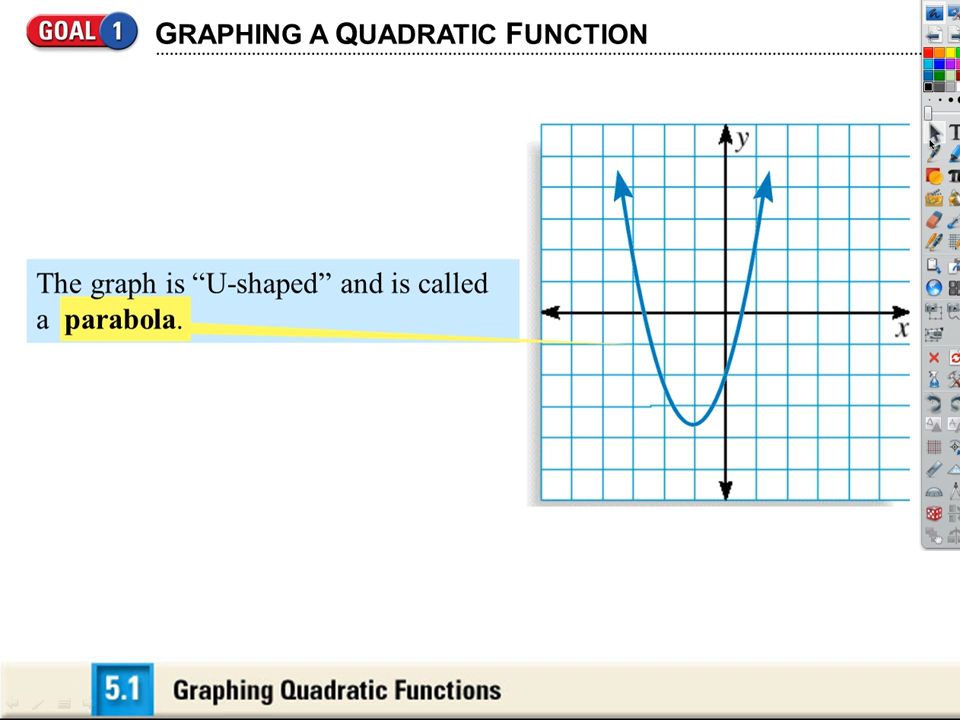 GOAL 1 GRAPHING A QUADRATIC FUNCTION
y
The graph is “U-shaped” and is called
a parabola.
x
5.1 Graphing Quadratic Functions